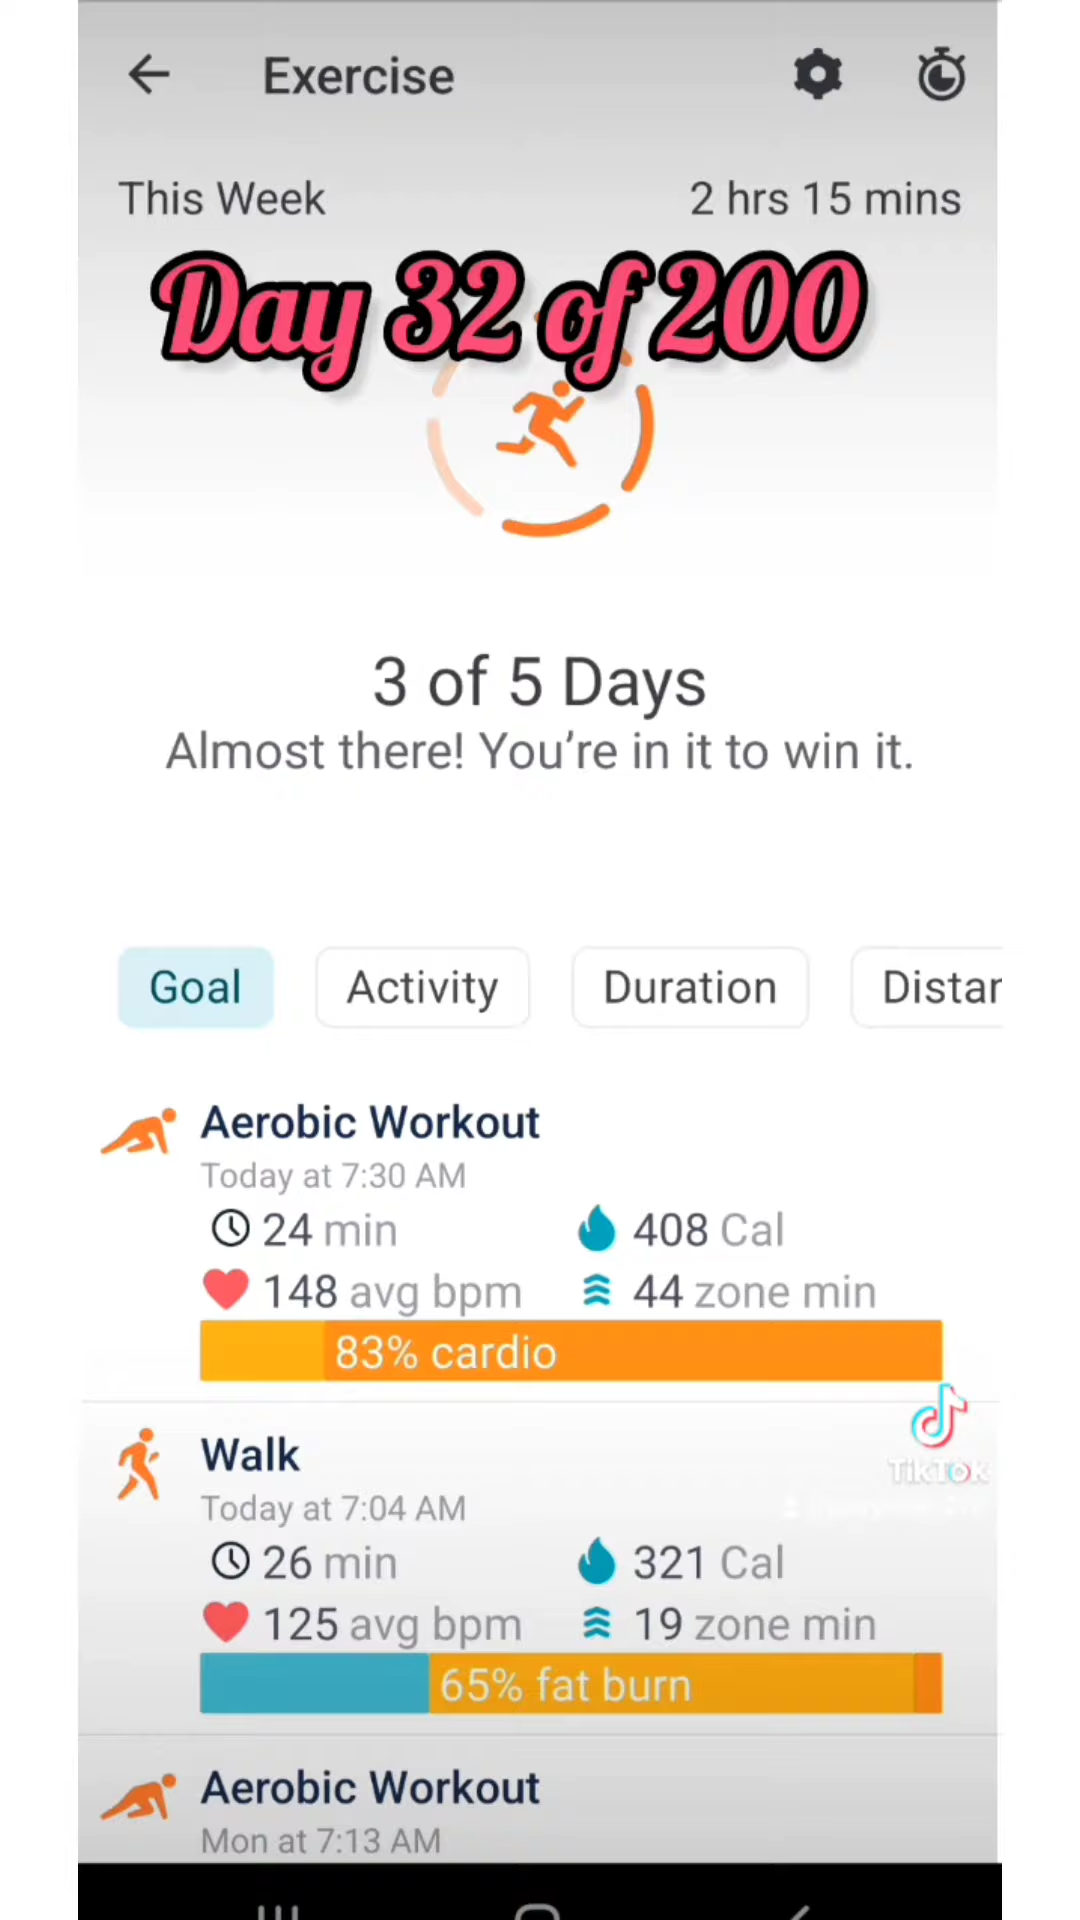 Exercise
This Week 2 hrs 15 mins
Day 32 of 200
3 of 5 Days
Almost there! You’re in it to win it.
Goal Activity Duration Distan
Aerobic Workout
Today at 7:30 AM
24 min 408 Cal
148 avg bpm 44 zone min
83% cardio
TikTok
Walk
Today at 7:04 AM
26 min 321 Cal
125 avg bpm 19 zone min
65% fat burn
Aerobic Workout
Mon at 7:13 AM